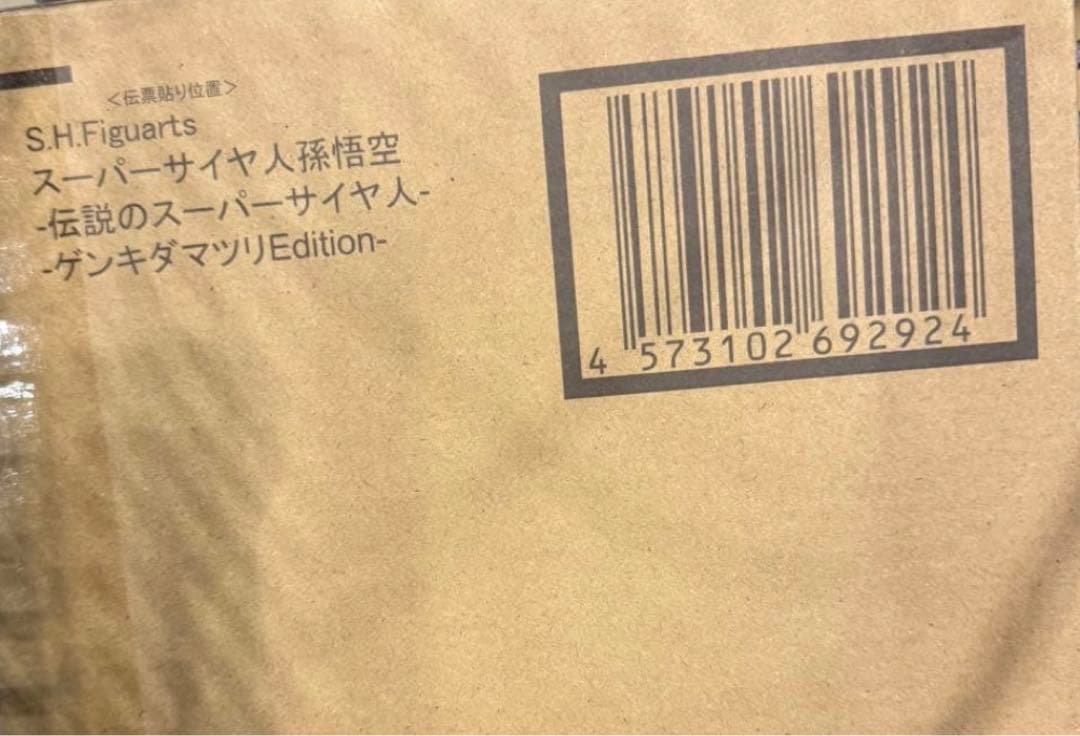 <伝票貼り位置>
S.H.Figuarts
スーパーサイヤ人孫悟空
-伝説のスーパーサイヤ人-
-ゲンキダマツリEdition-
4 573102 692924